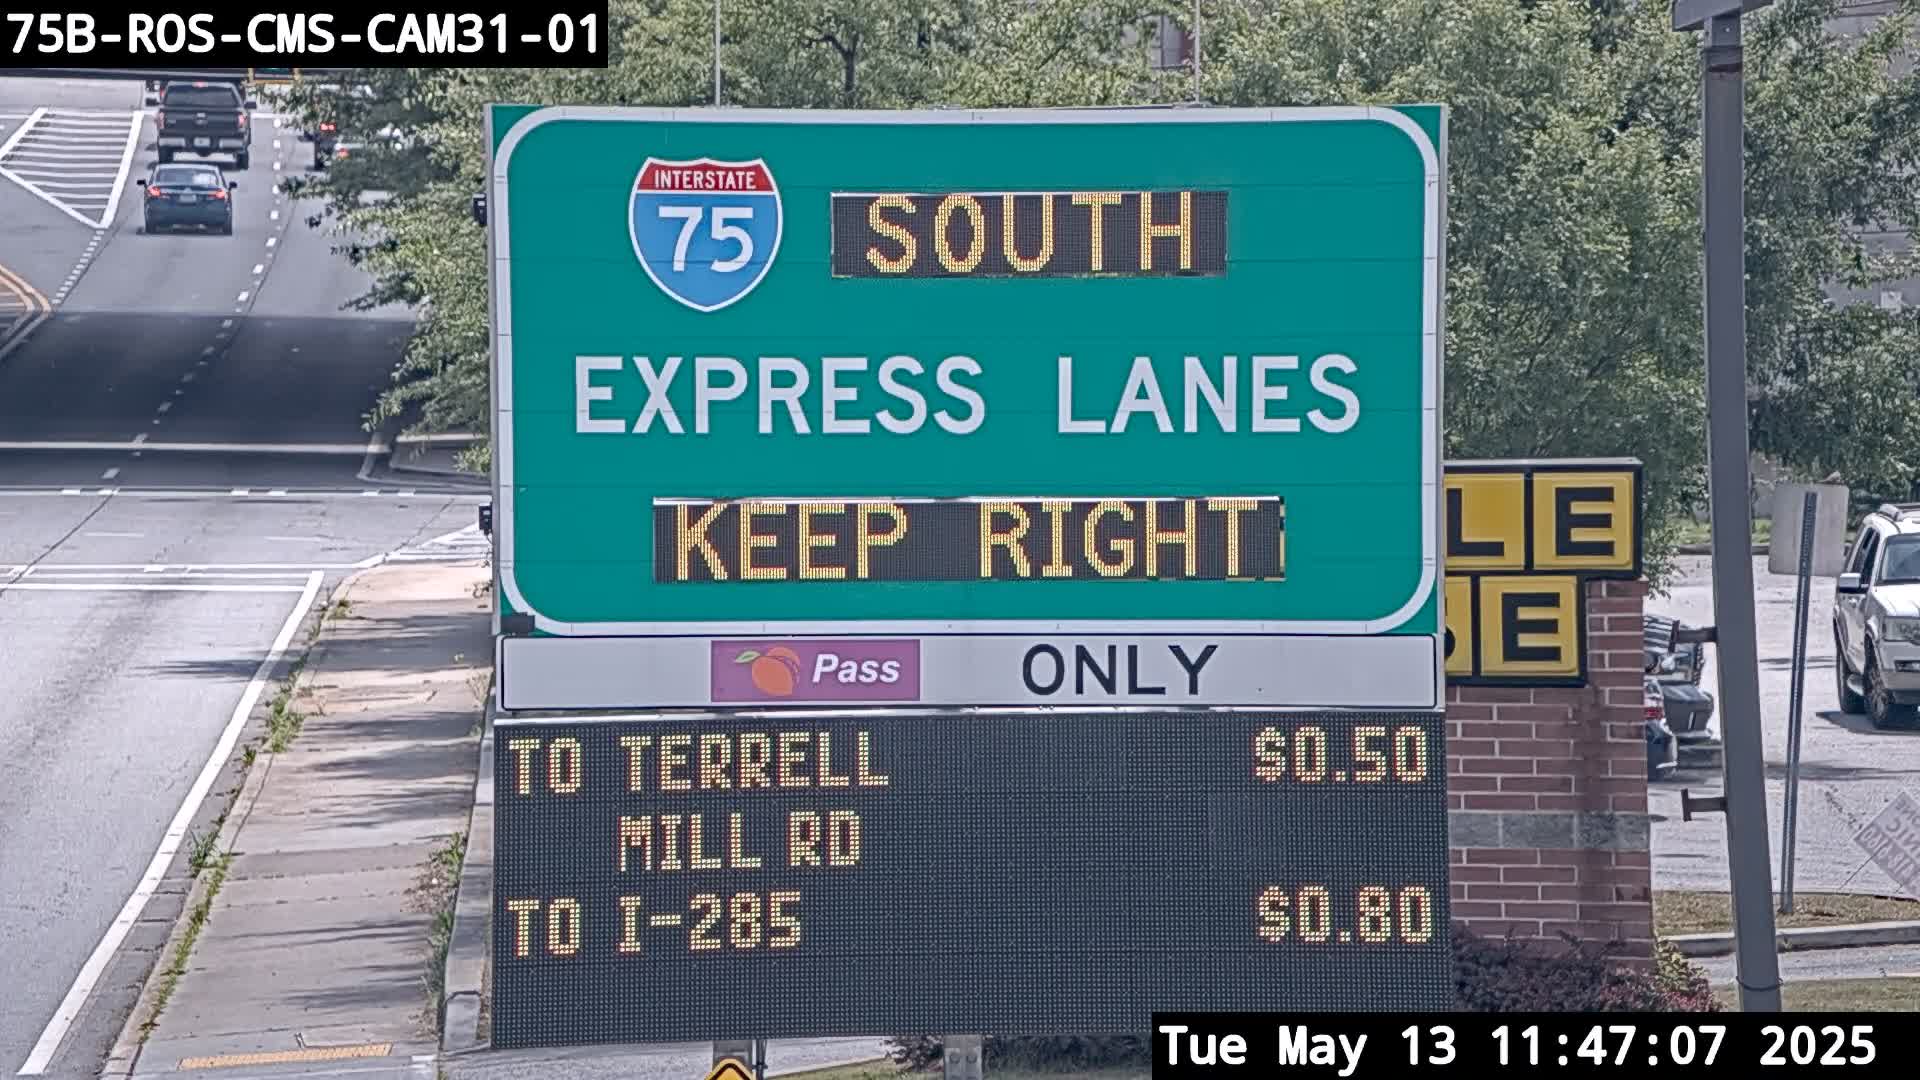 75B-ROS-CMS-CAM31-01
INTERSTATE
75
SOUTH
EXPRESS LANES
KEEP RIGHT
Pass ONLY
TO TERRELL $0.50
MILL RD
TO I-285 $0.80
LE
E
Tue May 13 11:47:07 2025